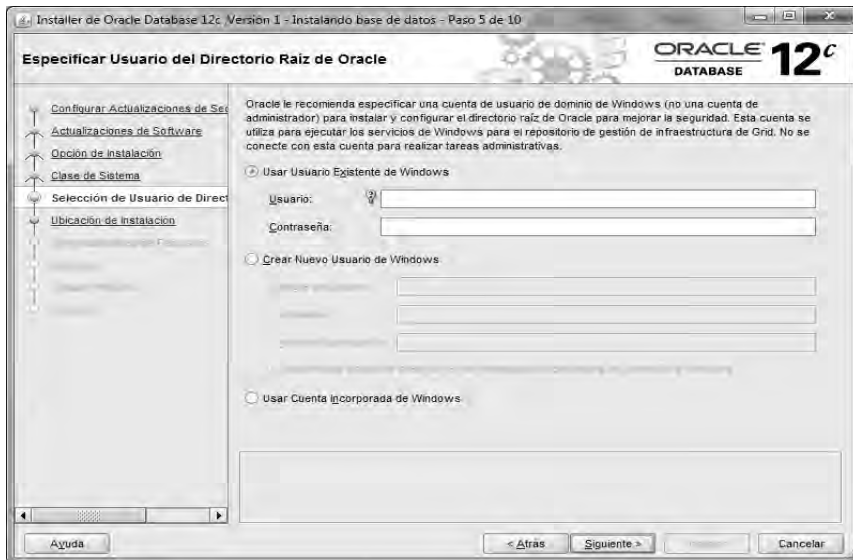 Installer de Oracle Database 12c Versión 1 - Instalando base de datos - Paso 5 de 10
Especificar Usuario del Directorio Raíz de Oracle
ORACLE
DATABASE
12c
Configurar Actualizaciones de Sec
Actualizaciones de Software
Opción de Instalación
Clase de Sistema
Selección de Usuario de Direct
Ubicación de Instalación
Oracle le recomienda especificar una cuenta de usuario de dominio de Windows (no una cuenta de
administrador) para instalar y configurar el directorio raíz de Oracle para mejorar la seguridad. Esta cuenta se
utiliza para ejecutar los servicios de Windows para el repositorio de gestión de infraestructura de Grid. No se
conecte con esta cuenta para realizar tareas administrativas.
Usar Usuario Existente de Windows
Usuario:
Contraseña:
Crear Nuevo Usuario de Windows
Usar Cuenta Incorporada de Windows
Ayuda
< Atrás
Siguiente >
Cancelar